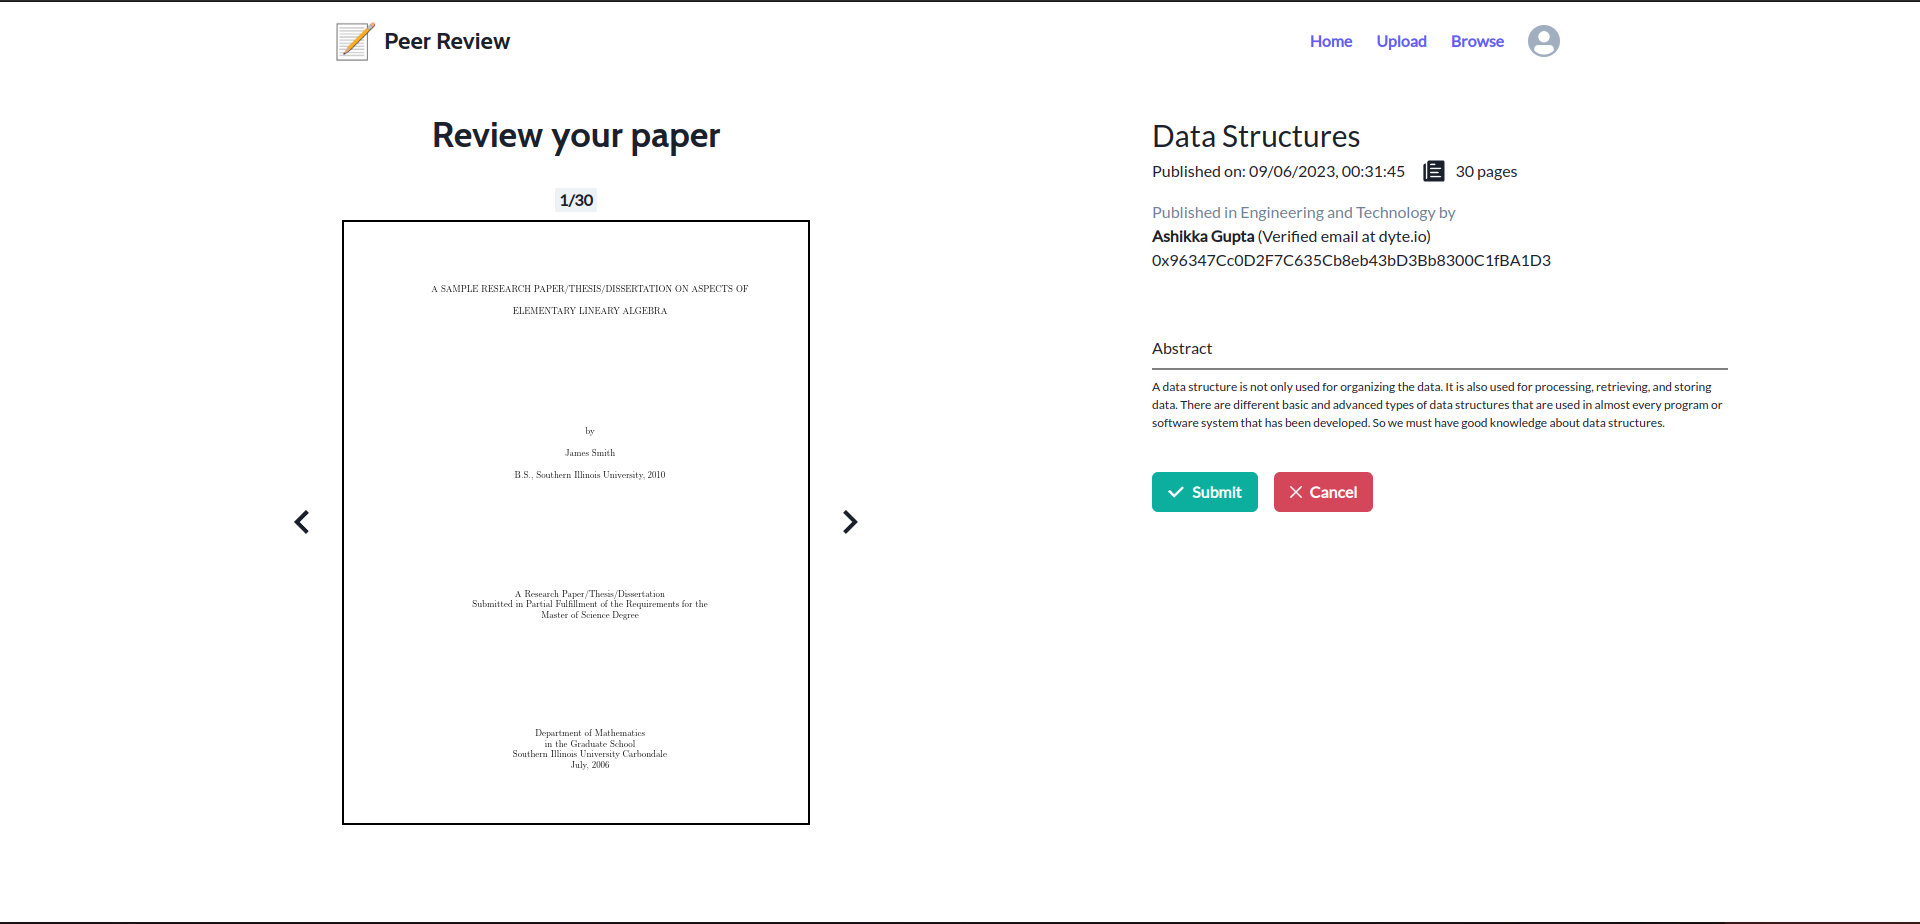 Peer Review
Home Upload Browse
Review your paper
1/30
A SAMPLE RESEARCH PAPER/THESIS/DISSERTATION ON ASPECTS OF
ELEMENTARY LINEARY ALGEBRA
by
James Smith
B.S., Southern Illinois University, 2010
A Research Paper/Thesis/Dissertation
Submitted in Partial Fulfillment of the Requirements for the
Master of Science Degree
Department of Mathematics
in the Graduate School
Southern Illinois University Carbondale
July, 2006
Data Structures
Published on: 09/06/2023, 00:31:45 30 pages
Published in Engineering and Technology by
Ashikka Gupta (Verified email at dyte.io)
0x96347Cc0D2F7C635Cb8eb43bD3Bb8300C1fBA1D3
Abstract
A data structure is not only used for organizing the data. It is also used for processing, retrieving, and storing
data. There are different basic and advanced types of data structures that are used in almost every program or
software system that has been developed. So we must have good knowledge about data structures.
Submit Cancel